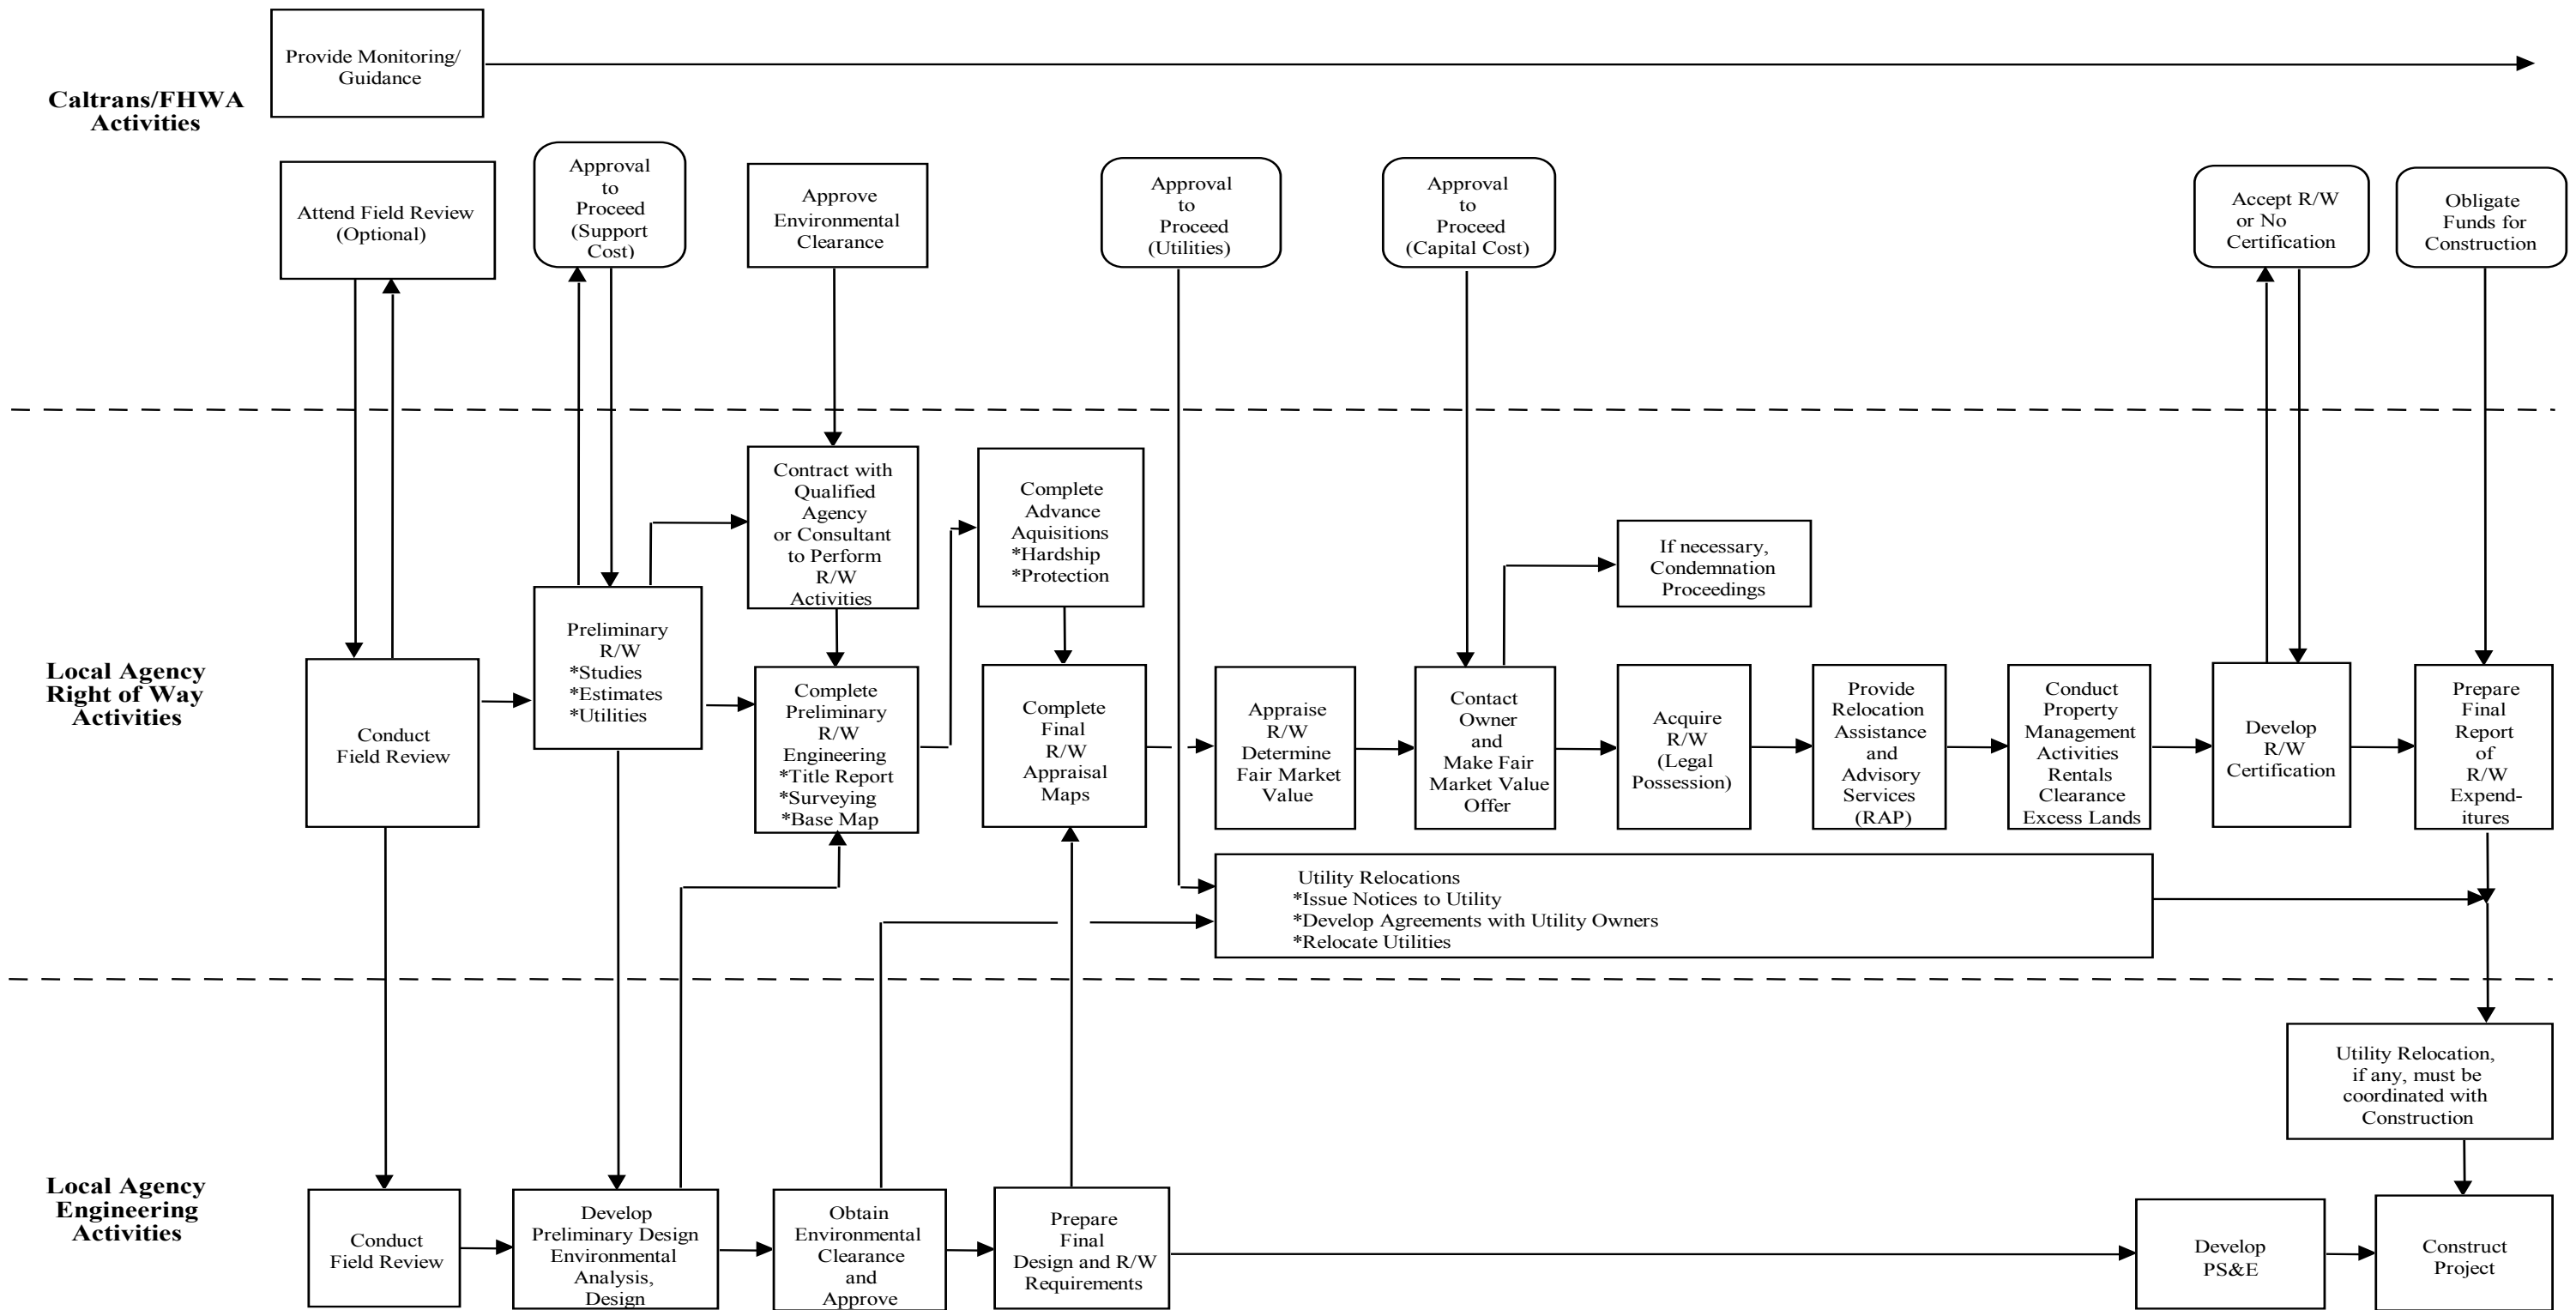 Provide Monitoring/
Guidance
Caltrans/FHWA
Activities
Attend Field Review
(Optional)
Approval
to
Proceed
(Support
Cost)
Approve
Environmental
Clearance
Approval
to
Proceed
(Utilities)
Approval
to
Proceed
(Capital Cost)
Accept R/W
or No
Certification
Obligate
Funds for
Construction
Local Agency
Right of Way
Activities
Conduct
Field Review
Preliminary
R/W
*Studies
*Estimates
*Utilities
Contract with
Qualified
Agency
or Consultant
to Perform
R/W
Activities
Complete
Preliminary
R/W
Engineering
*Title Report
*Surveying
*Base Map
Complete
Advance
Aquisitions
*Hardship
*Protection
Complete
Final
R/W
Appraisal
Maps
Appraise
R/W
Determine
Fair Market
Value
Contact
Owner
and
Make Fair
Market Value
Offer
If necessary,
Condemnation
Proceedings
Acquire
R/W
(Legal
Possession)
Provide
Relocation
Assistance
and
Advisory
Services
(RAP)
Conduct
Property
Management
Activities
Rentals
Clearance
Excess Lands
Develop
R/W
Certification
Prepare
Final
Report
of
R/W
Expend-
itures
Utility Relocations
*Issue Notices to Utility
*Develop Agreements with Utility Owners
*Relocate Utilities
Local Agency
Engineering
Activities
Conduct
Field Review
Develop
Preliminary Design
Environmental
Analysis,
Design
Obtain
Environmental
Clearance
and
Approve
Prepare
Final
Design and R/W
Requirements
Utility Relocation,
if any, must be
coordinated with
Construction
Develop
PS&E
Construct
Project